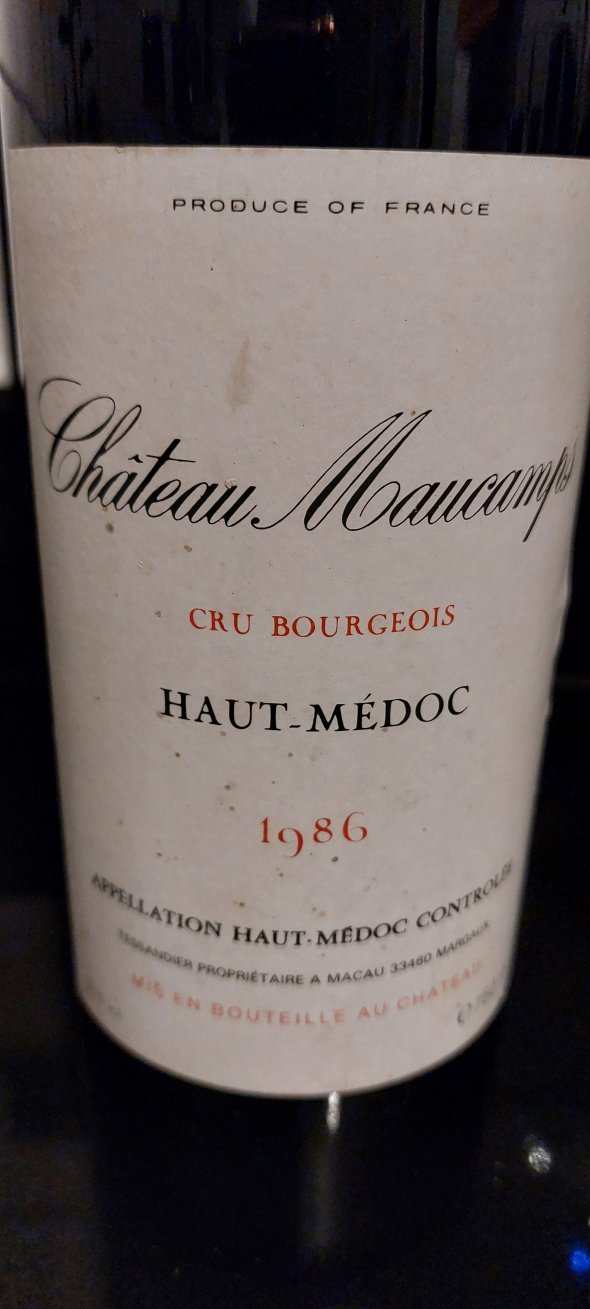 PRODUCE OF FRANCE
Château Maucamps
CRU BOURGEOIS
HAUT-MÉDOC
1986
APPELLATION HAUT-MÉDOC CONTROLÉE
TESSANDIER PROPRIÉTAIRE A MACAU 33460 MARGAUX
MIS EN BOUTEILLE AU CHATEAU